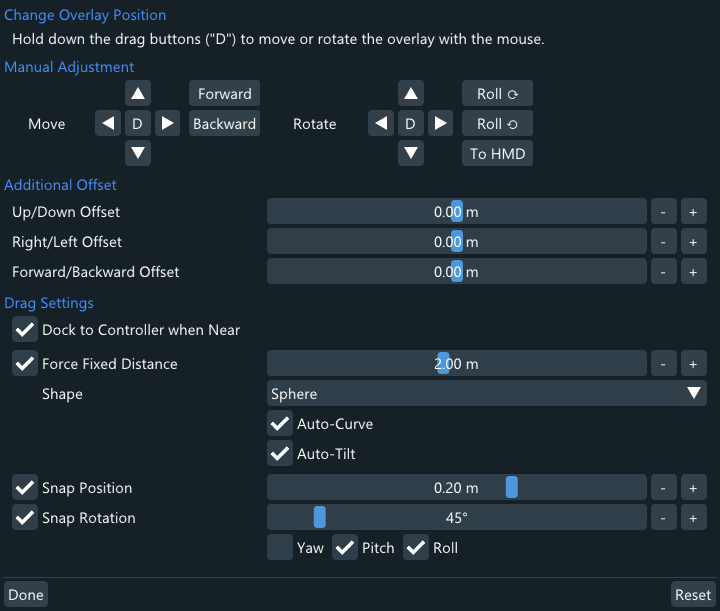 Change Overlay Position
Hold down the drag buttons ("D") to move or rotate the overlay with the mouse.
Manual Adjustment
Forward Roll ⟳
Move D Backward Rotate D Roll ⟲
To HMD
Additional Offset
Up/Down Offset 0.00 m - +
Right/Left Offset 0.00 m - +
Forward/Backward Offset 0.00 m - +
Drag Settings
Dock to Controller when Near
Force Fixed Distance 2.00 m - +
Shape Sphere
Auto-Curve
Auto-Tilt
Snap Position 0.20 m - +
Snap Rotation 45° - +
Yaw Pitch Roll
Done Reset